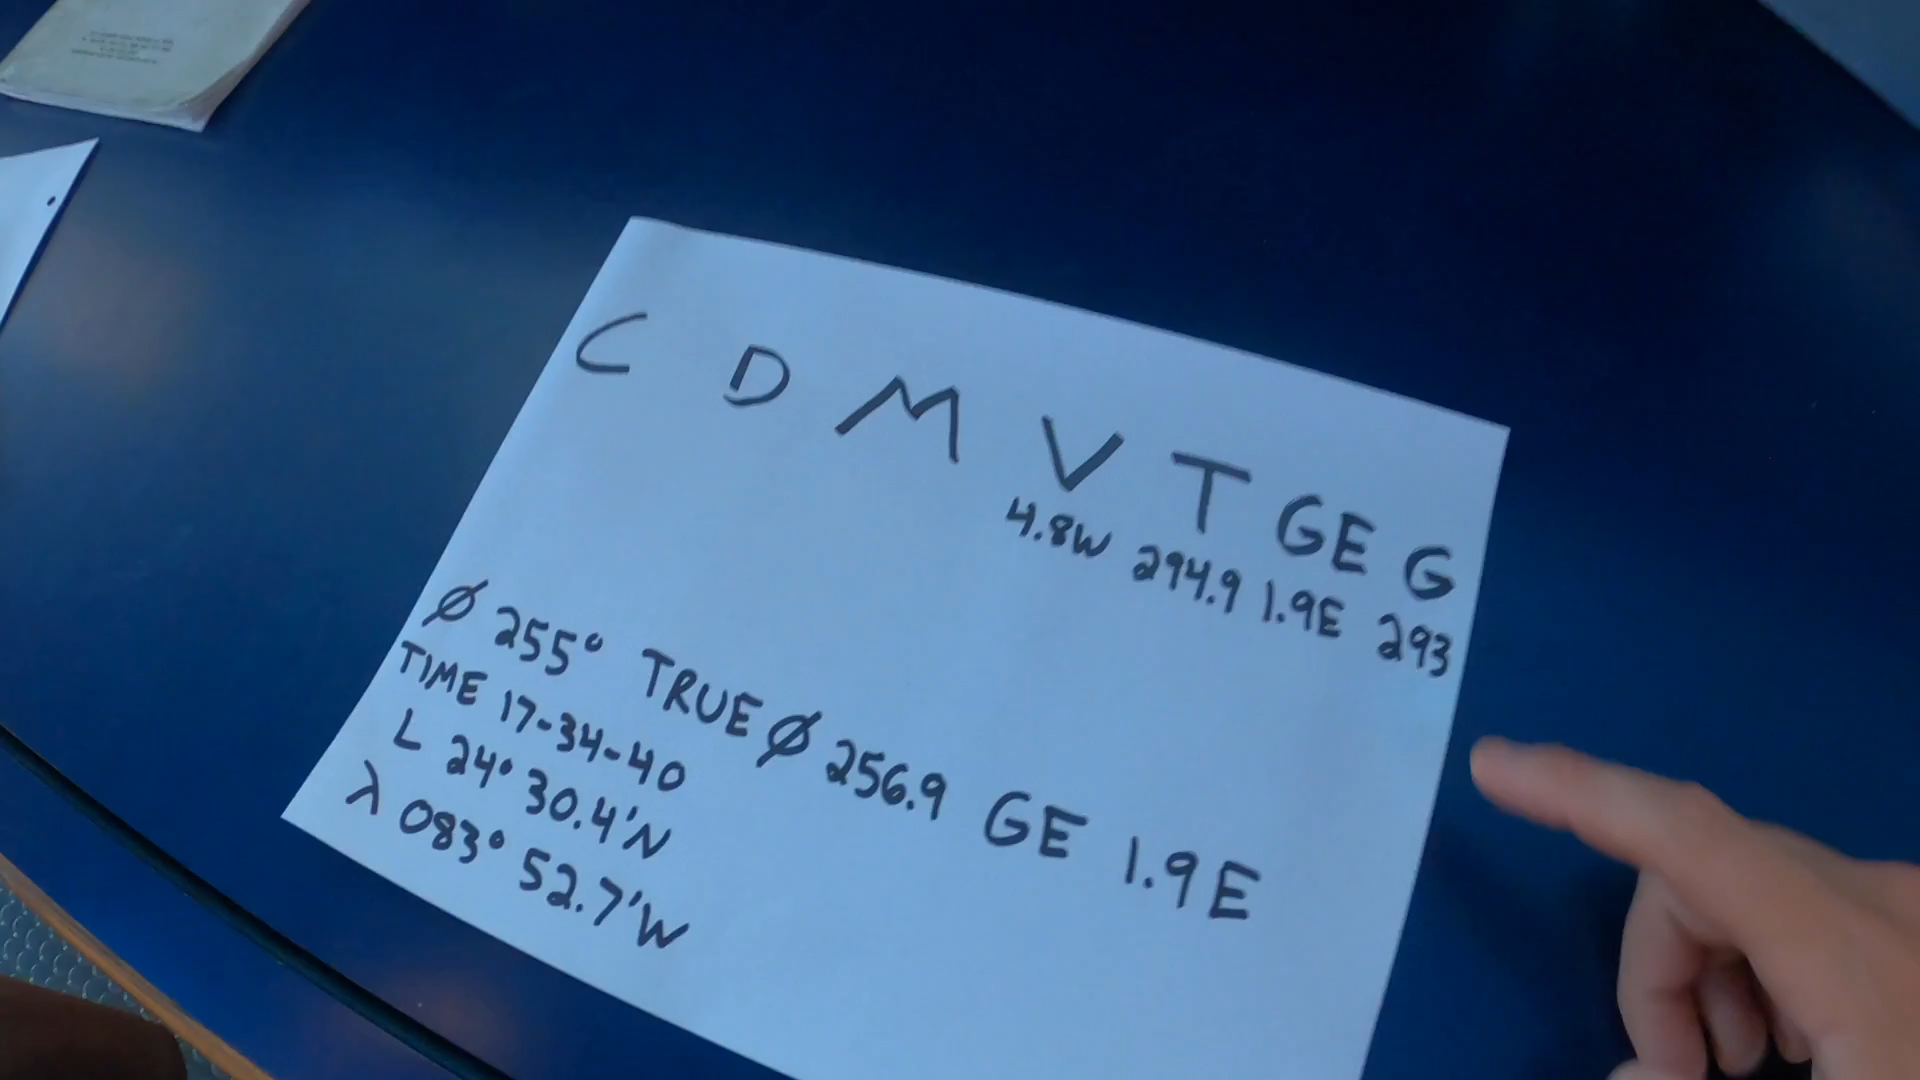 C D M V T GE G
4.8W 294.9 1.9E 293
Ø 255° TRUE Ø 256.9 GE 1.9E
TIME 17-34-40
L 24° 30.4'N
λ 083° 52.7'W